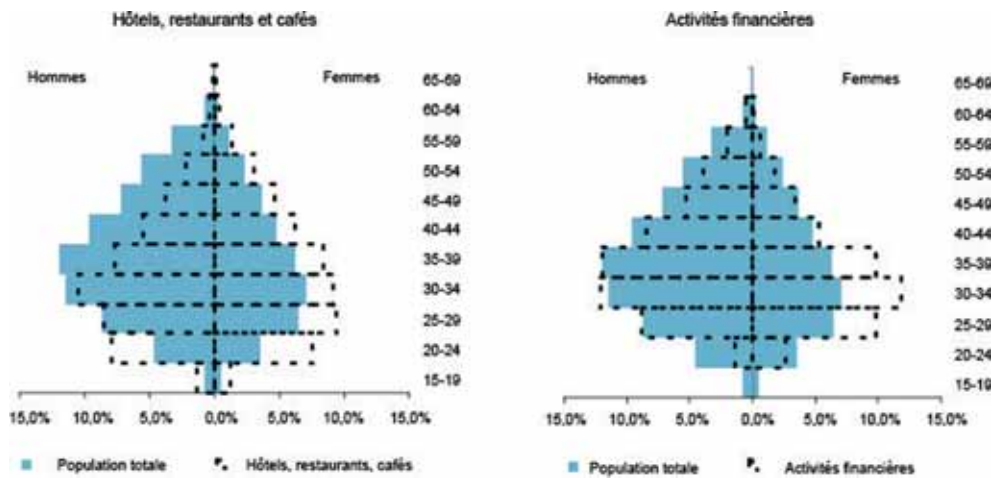 Hôtels, restaurants et cafés
Hommes
Femmes
65-69
60-64
55-59
50-54
45-49
40-44
35-39
30-34
25-29
20-24
15-19
15,0% 10,0% 5,0% 0,0% 5,0% 10,0% 15,0%
Population totale
Hôtels, restaurants, cafés
Activités financières
Hommes
Femmes
65-69
60-64
55-59
50-54
45-49
40-44
35-39
30-34
25-29
20-24
15-19
15,0% 10,0% 5,0% 0,0% 5,0% 10,0% 15,0%
Population totale
Activités financières